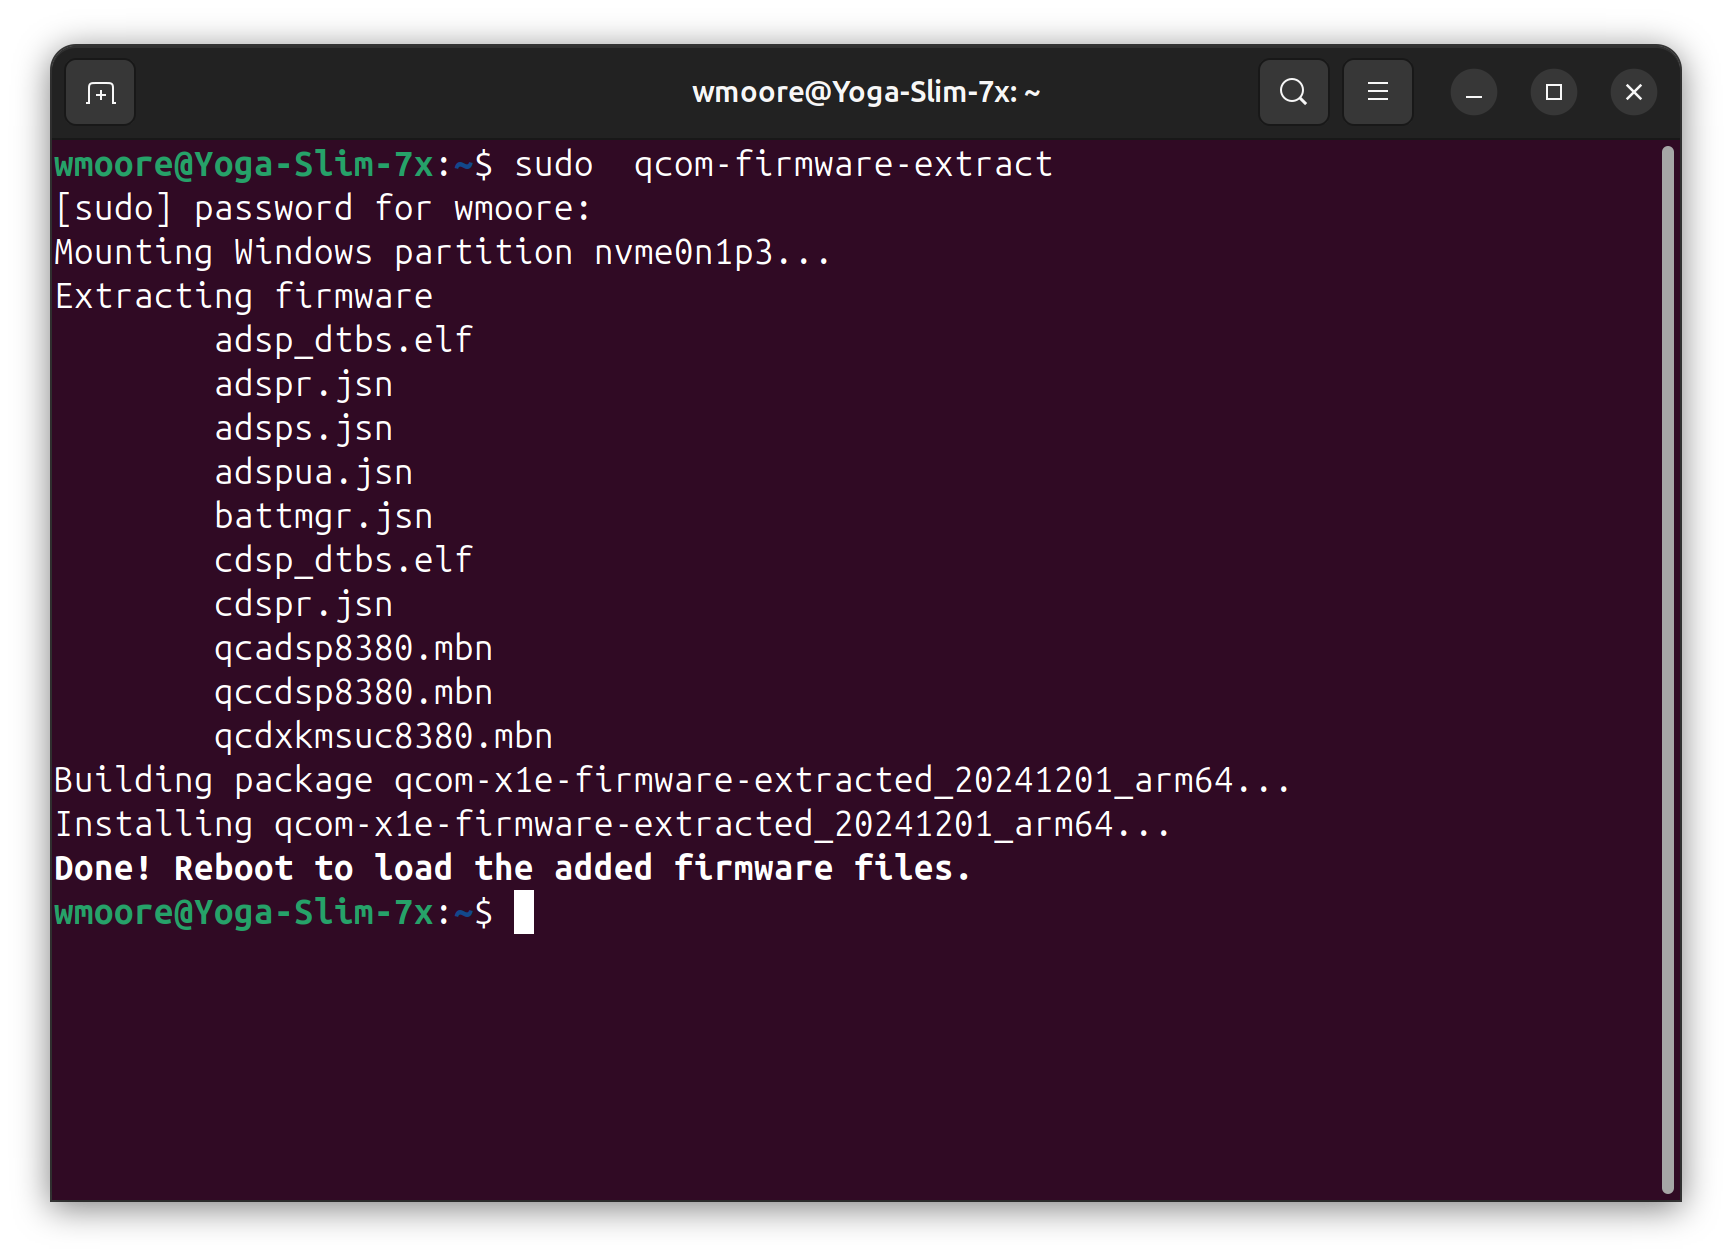 wmoore@Yoga-Slim-7x: ~
wmoore@Yoga-Slim-7x:~$ sudo  qcom-firmware-extract
[sudo] password for wmoore:
Mounting Windows partition nvme0n1p3...
Extracting firmware
        adsp_dtbs.elf
        adspr.jsn
        adsps.jsn
        adspua.jsn
        battmgr.jsn
        cdsp_dtbs.elf
        cdspr.jsn
        qcadsp8380.mbn
        qccdsp8380.mbn
        qcdxkmsuc8380.mbn
Building package qcom-x1e-firmware-extracted_20241201_arm64...
Installing qcom-x1e-firmware-extracted_20241201_arm64...
Done! Reboot to load the added firmware files.
wmoore@Yoga-Slim-7x:~$